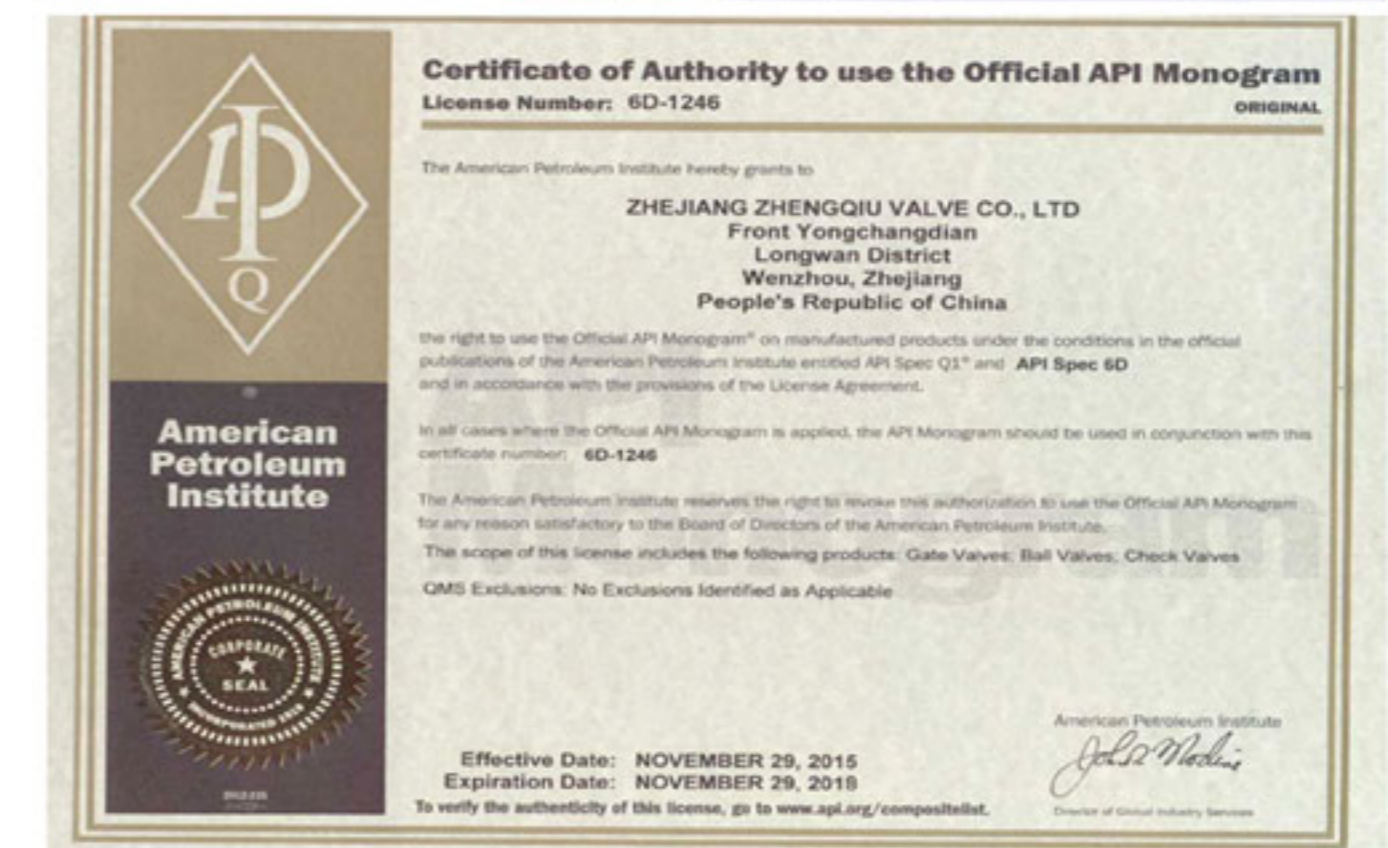 Certificate of Authority to use the Official API Monogram
License Number: 6D-1246
ORIGINAL
The American Petroleum Institute hereby grants to
ZHEJIANG ZHENGQIU VALVE CO., LTD
Front Yongchangdian
Longwan District
Wenzhou, Zhejiang
People's Republic of China
the right to use the Official API Monogram® on manufactured products under the conditions in the official
publications of the American Petroleum Institute entitled API Spec Q1® and API Spec 6D
and in accordance with the provisions of the License Agreement.
In all cases where the Official API Monogram is applied, the API Monogram should be used in conjunction with this
certificate number: 6D-1246
The American Petroleum Institute reserves the right to revoke this authorization to use the Official API Monogram
for any reason satisfactory to the Board of Directors of the American Petroleum Institute.
The scope of this license includes the following products: Gate Valves; Ball Valves; Check Valves
QMS Exclusions: No Exclusions Identified as Applicable
American Petroleum Institute
Effective Date: NOVEMBER 29, 2015
Expiration Date: NOVEMBER 29, 2018
To verify the authenticity of this license, go to www.api.org/compositelist.
Director of Global Industry Services
API
Q
American
Petroleum
Institute
AMERICAN PETROLEUM INSTITUTE
CORPORATE
SEAL
INCORPORATED 1919